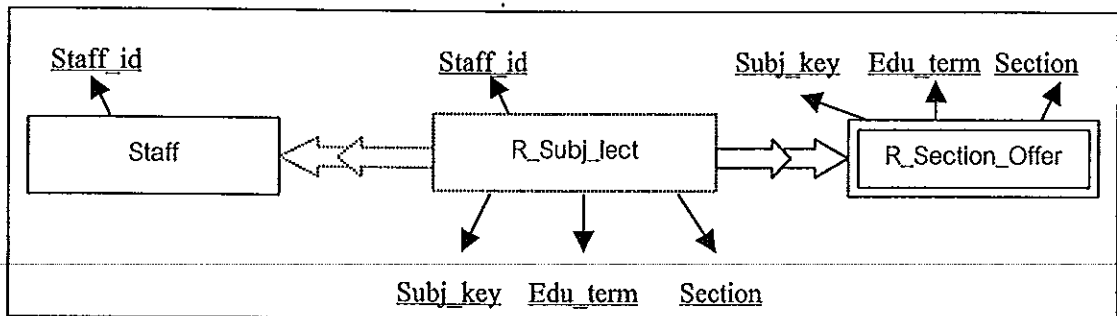 Staff_id Staff_id Subj_key Edu_term Section
Staff R_Subj_lect R_Section_Offer
Subj_key Edu_term Section